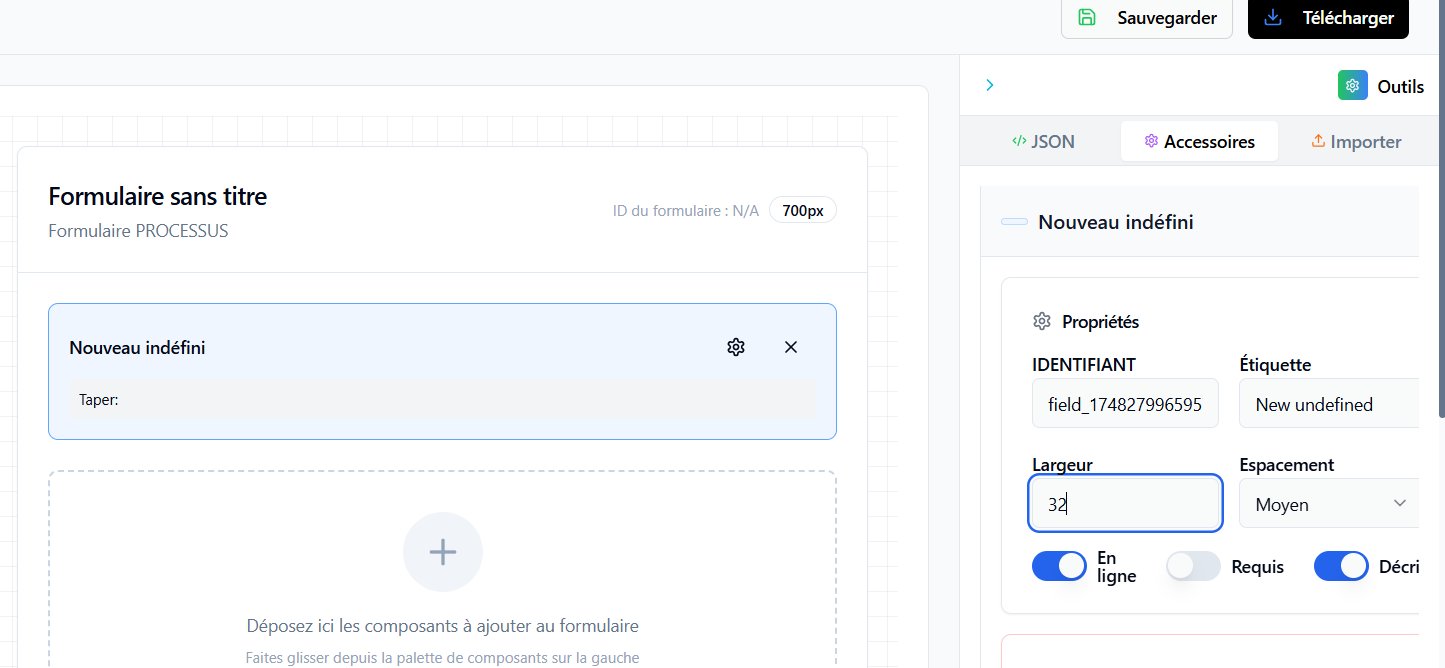 Sauvegarder
Télécharger
Outils
</> JSON
Accessoires
Importer
Formulaire sans titre
Formulaire PROCESSUS
ID du formulaire : N/A
700px
Nouveau indéfini
Taper:
Déposez ici les composants à ajouter au formulaire
Faites glisser depuis la palette de composants sur la gauche
Nouveau indéfini
Propriétés
IDENTIFIANT
Étiquette
field_174827996595
New undefined
Largeur
Espacement
32
Moyen
En
ligne
Requis
Décri